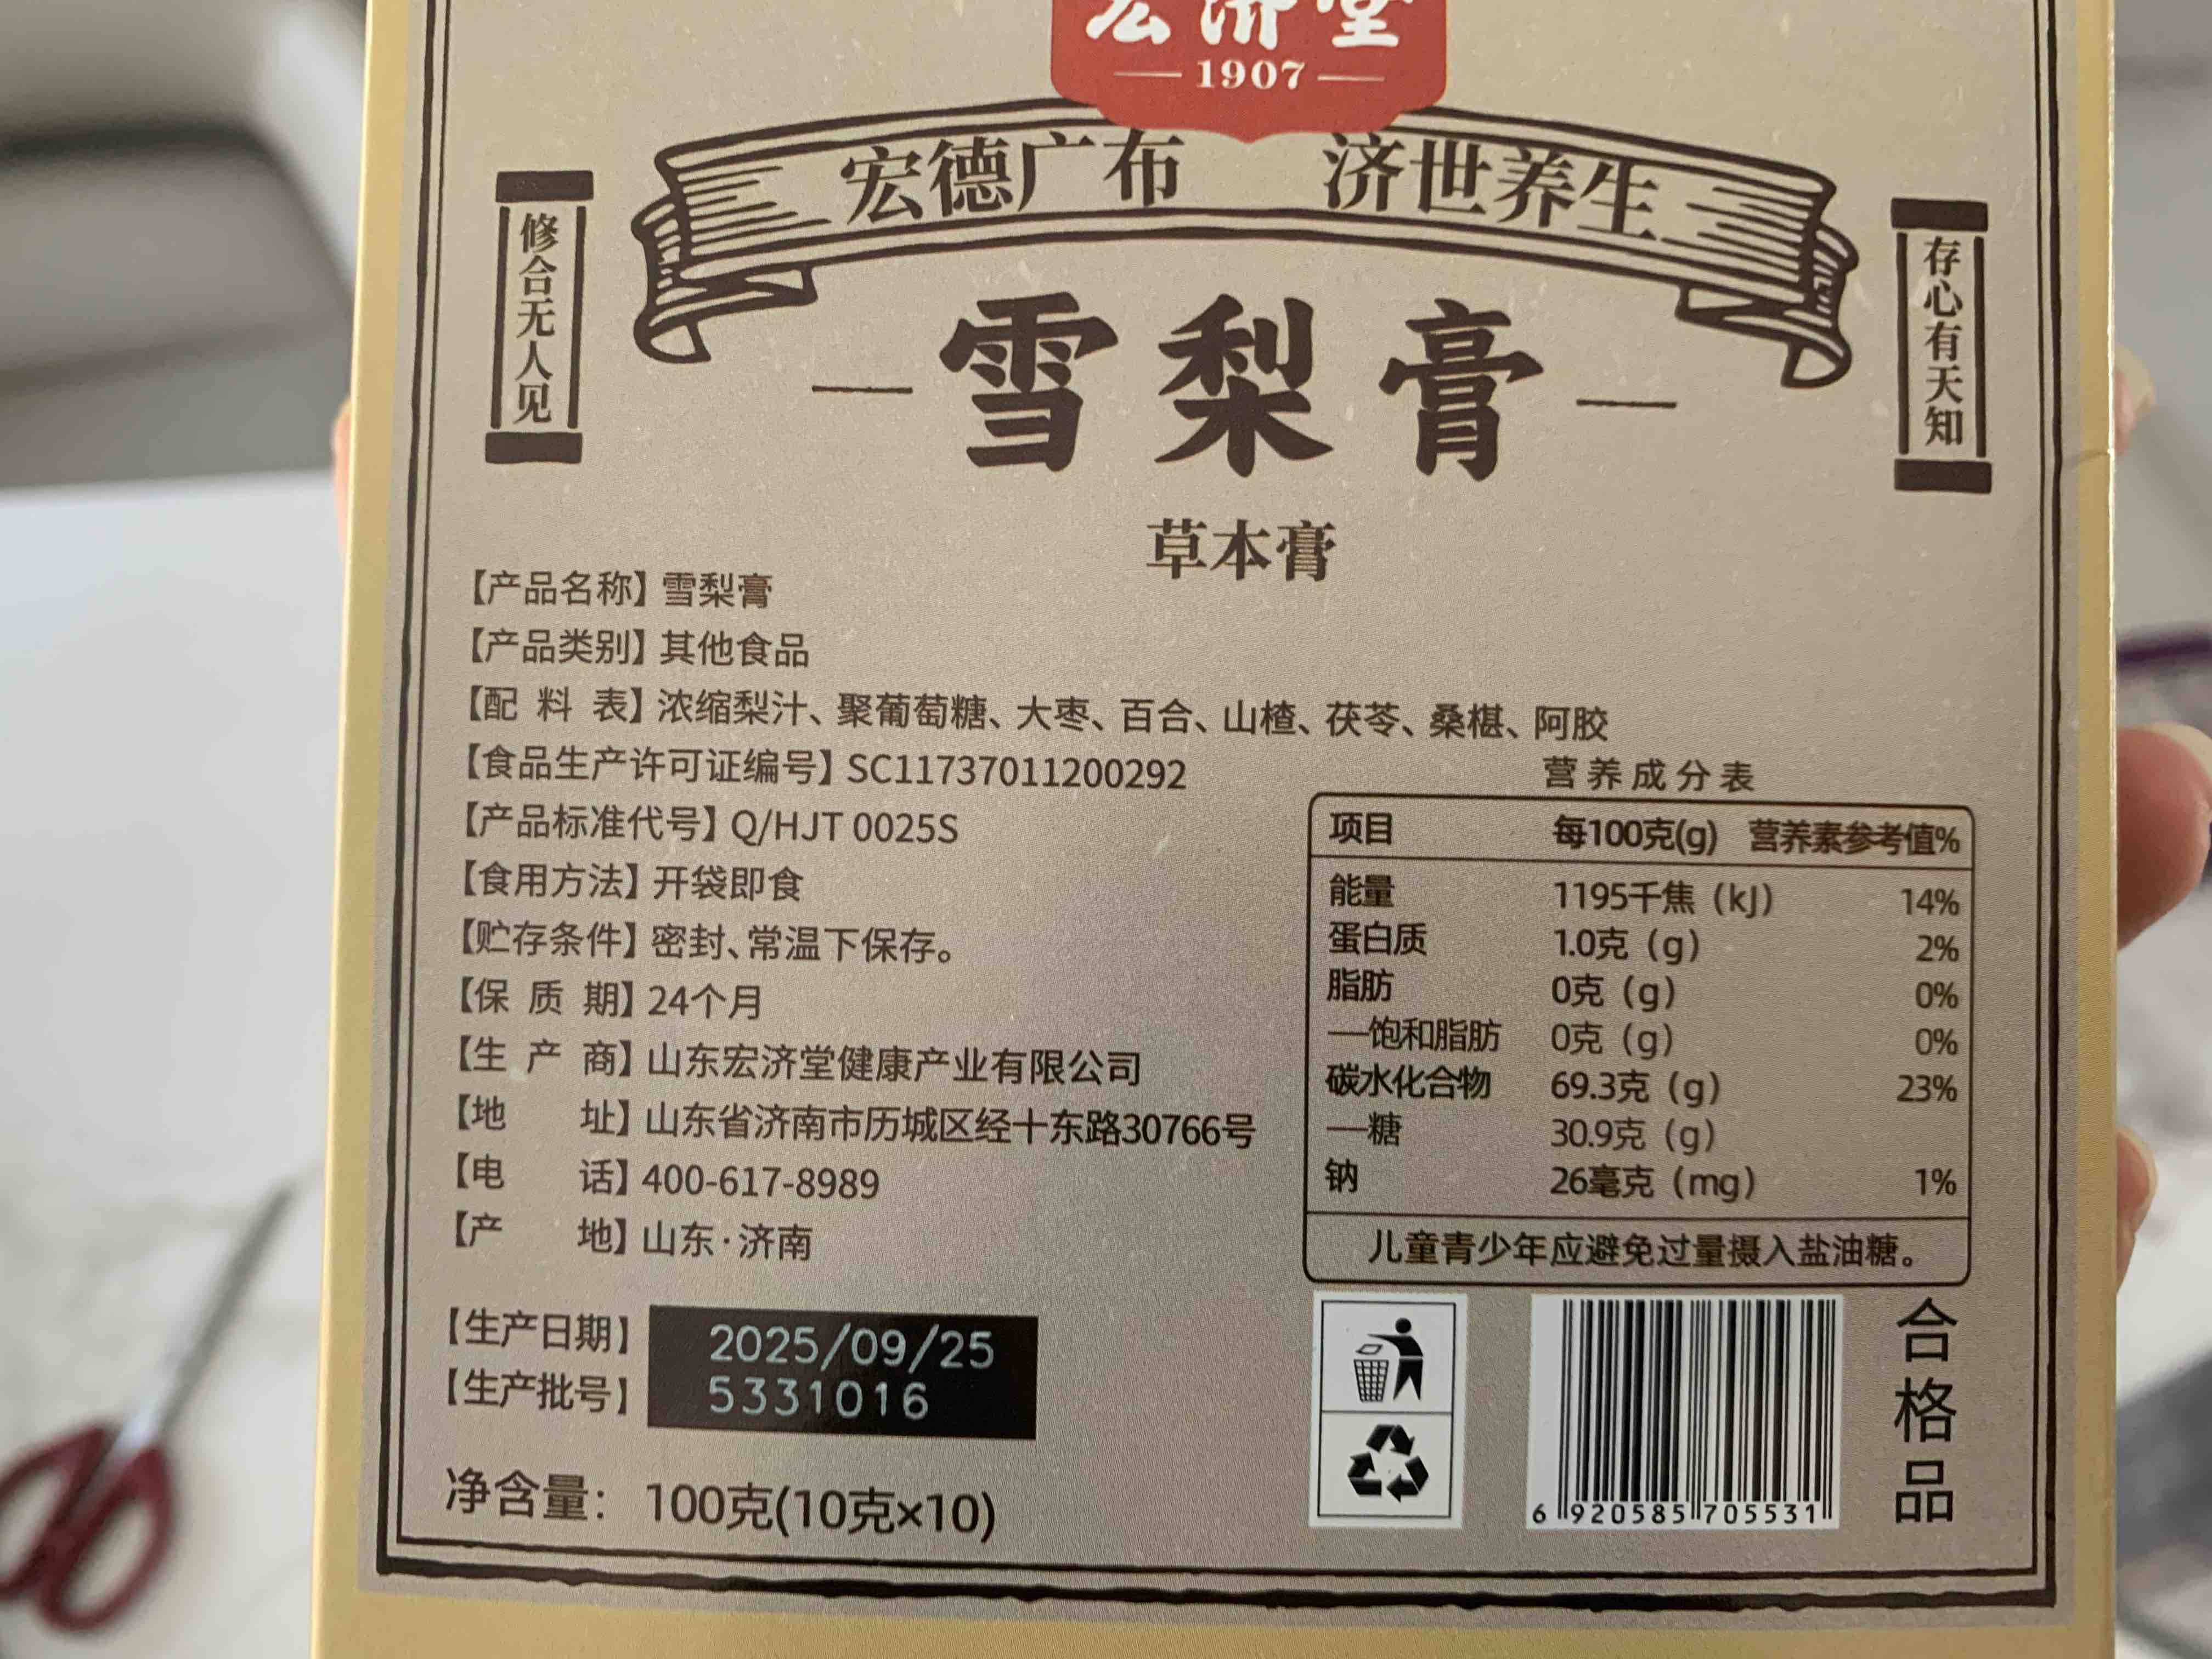 宏济堂
1907
宏德广布 济世养生
修合无人见
存心有天知
雪梨膏
草本膏
【产品名称】雪梨膏
【产品类别】其他食品
【配料表】浓缩梨汁、聚葡萄糖、大枣、百合、山楂、茯苓、桑椹、阿胶
【食品生产许可证编号】SC11737011200292
【产品标准代号】Q/HJT 0025S
【食用方法】开袋即食
【贮存条件】密封、常温下保存。
【保质期】24个月
【生产商】山东宏济堂健康产业有限公司
【地址】山东省济南市历城区经十东路30766号
【电话】400-617-8989
【产地】山东·济南
营养成分表
项目 每100克(g) 营养素参考值%
能量 1195千焦（kJ） 14%
蛋白质 1.0克（g） 2%
脂肪 0克（g） 0%
—饱和脂肪 0克（g） 0%
碳水化合物 69.3克（g） 23%
—糖 30.9克（g）
钠 26毫克（mg） 1%
儿童青少年应避免过量摄入盐油糖。
【生产日期】2025/09/25
【生产批号】5331016
净含量：100克(10克×10)
6 920585 705531
合格品